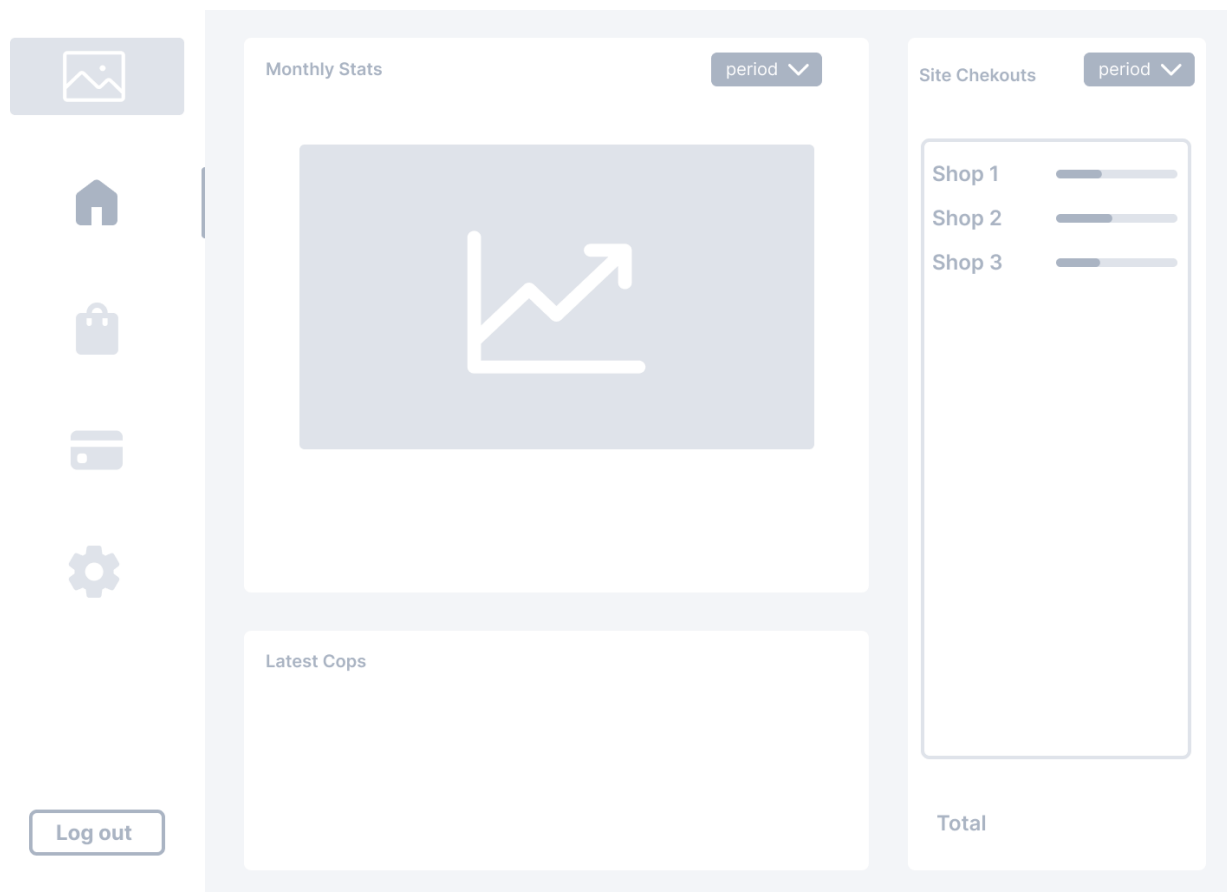 Monthly Stats
period
Site Chekouts
period
Shop 1
Shop 2
Shop 3
Latest Cops
Total
Log out